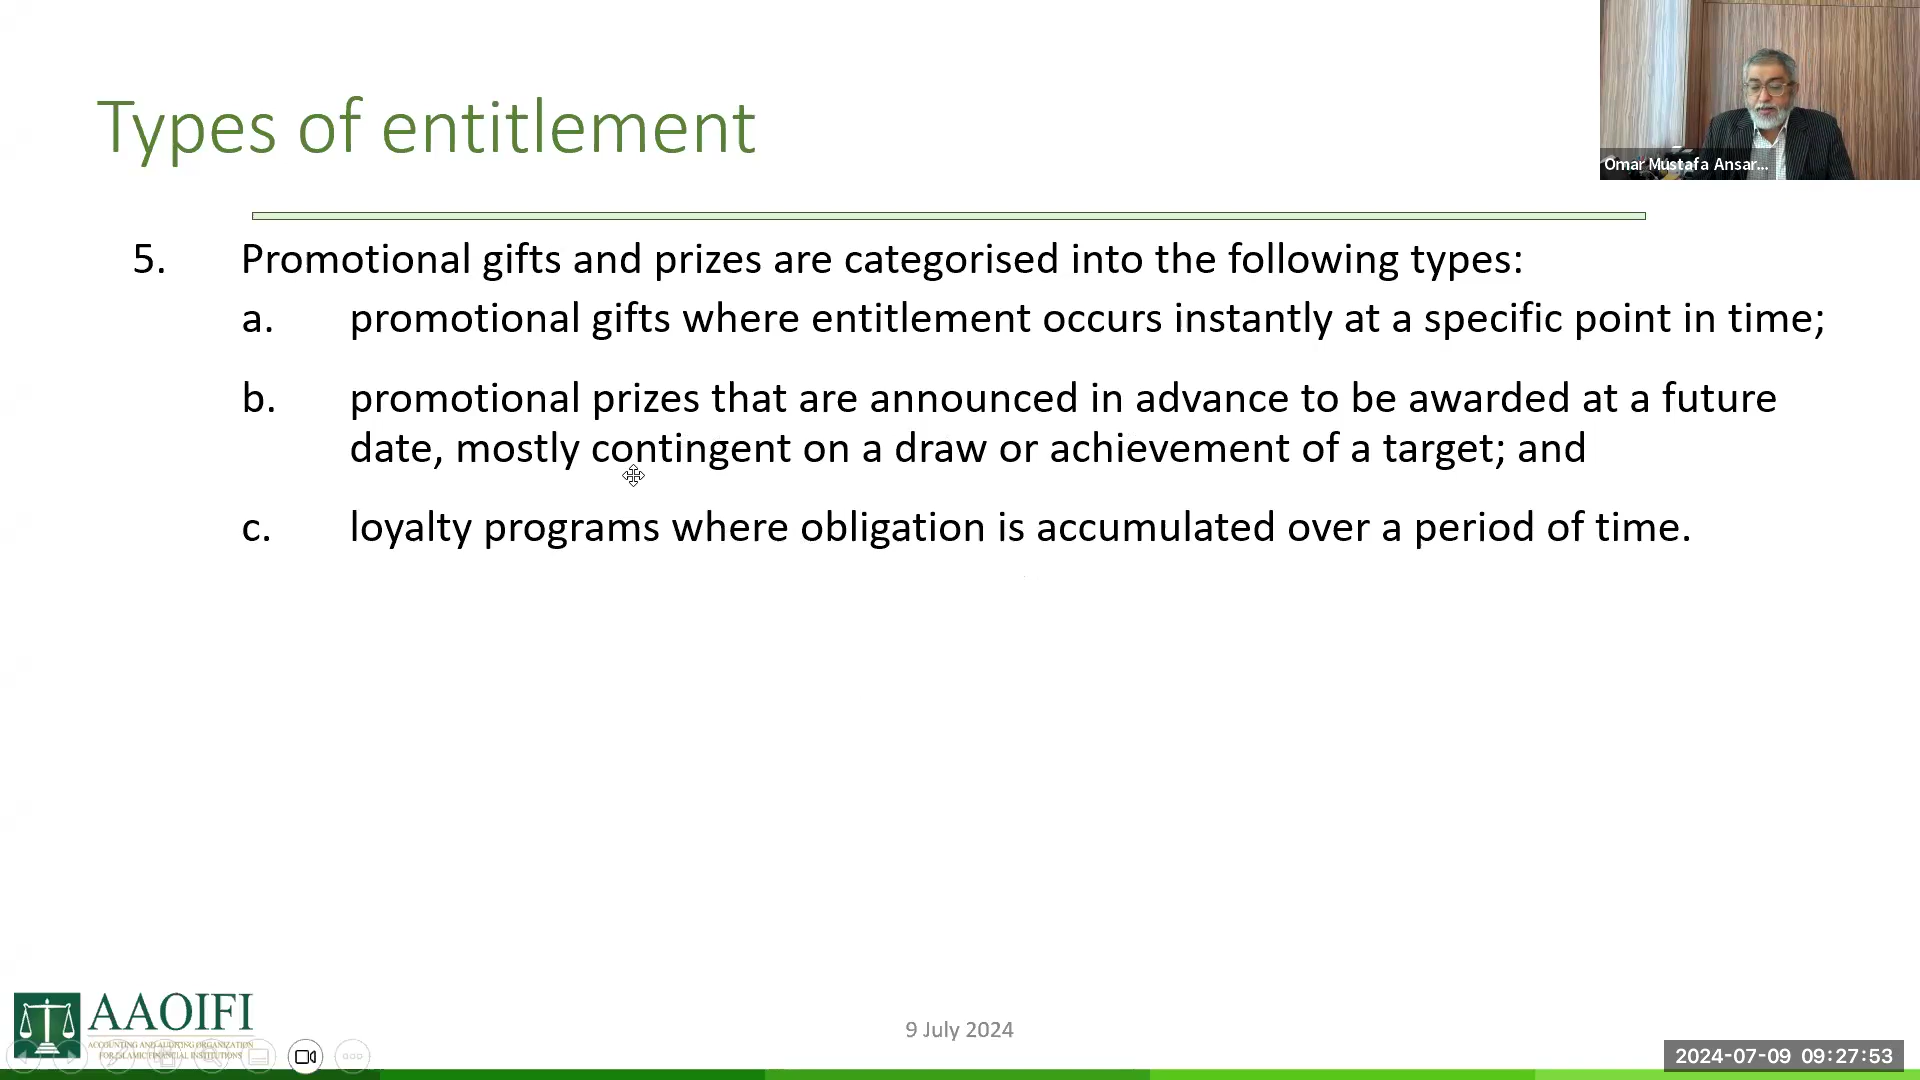 Types of entitlement
Omar Mustafa Ansar...
5. Promotional gifts and prizes are categorised into the following types:
a. promotional gifts where entitlement occurs instantly at a specific point in time;
b. promotional prizes that are announced in advance to be awarded at a future
date, mostly contingent on a draw or achievement of a target; and
c. loyalty programs where obligation is accumulated over a period of time.
AAOIFI
ACCOUNTING AND AUDITING ORGANIZATION
FOR ISLAMIC FINANCIAL INSTITUTIONS
9 July 2024
2024-07-09 09:27:53